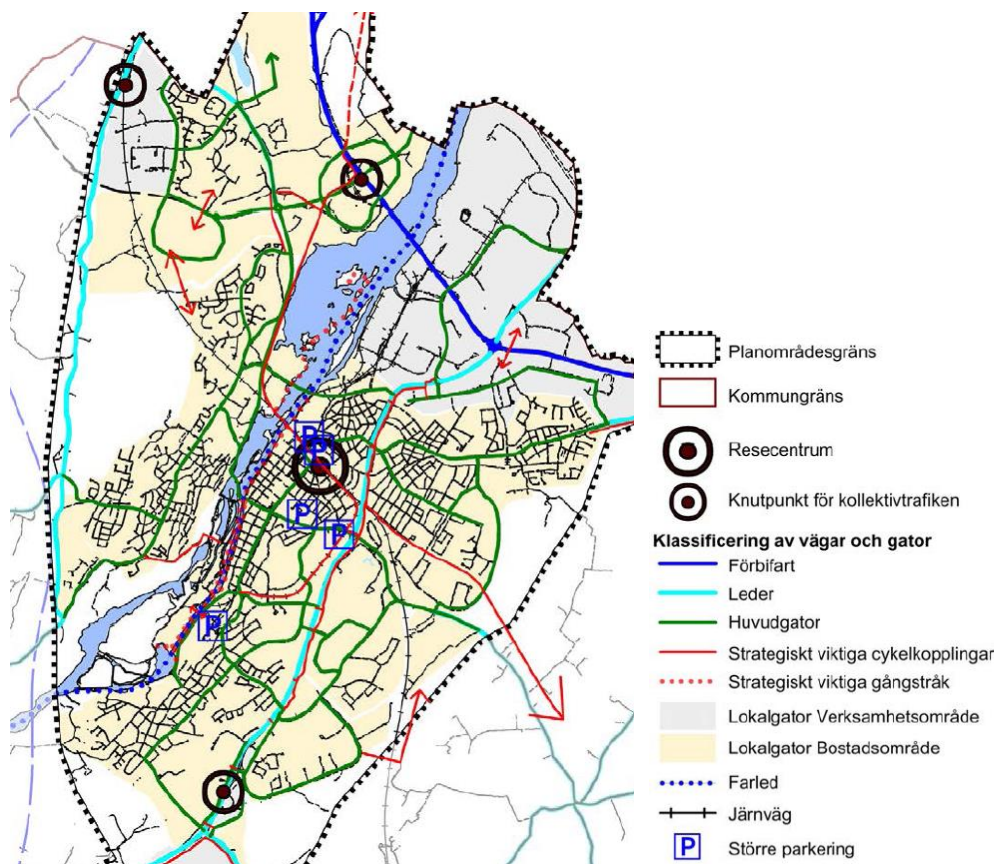 P
P
P
P
P
Planområdesgräns
Kommungräns
Resecentrum
Knutpunkt för kollektivtrafiken
Klassificering av vägar och gator
Förbifart
Leder
Huvudgator
Strategiskt viktiga cykelkopplingar
Strategiskt viktiga gångstråk
Lokalgator Verksamhetsområde
Lokalgator Bostadsområde
Farled
Järnväg
P Större parkering